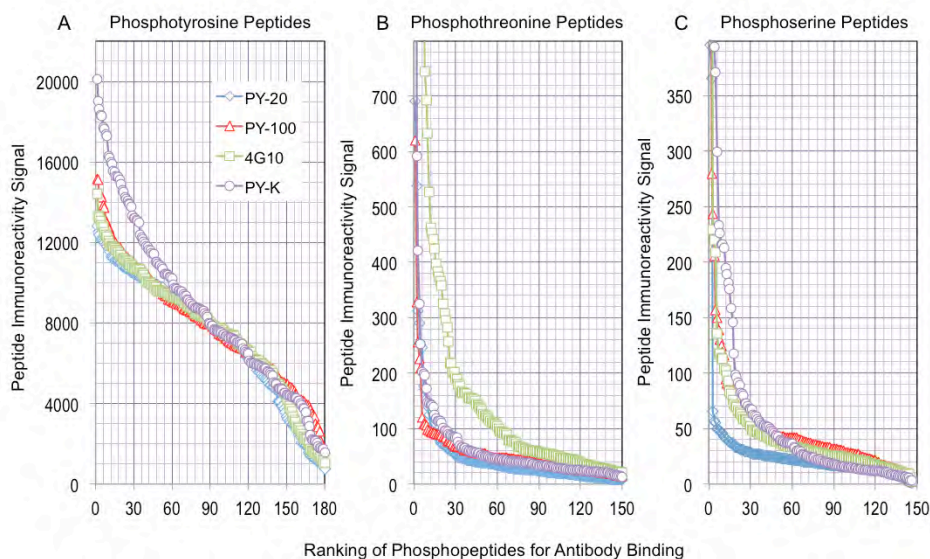 A Phosphotyrosine Peptides
B Phosphothreonine Peptides
C Phosphoserine Peptides
Peptide Immunoreactivity Signal
20000
16000
12000
8000
4000
0
PY-20
PY-100
4G10
PY-K
0 30 60 90 120 150 180
Peptide Immunoreactivity Signal
700
600
500
400
300
200
100
0
0 30 60 90 120 150
Peptide Immunoreactivity Signal
350
300
250
200
150
100
50
0
0 30 60 90 120 150
Ranking of Phosphopeptides for Antibody Binding